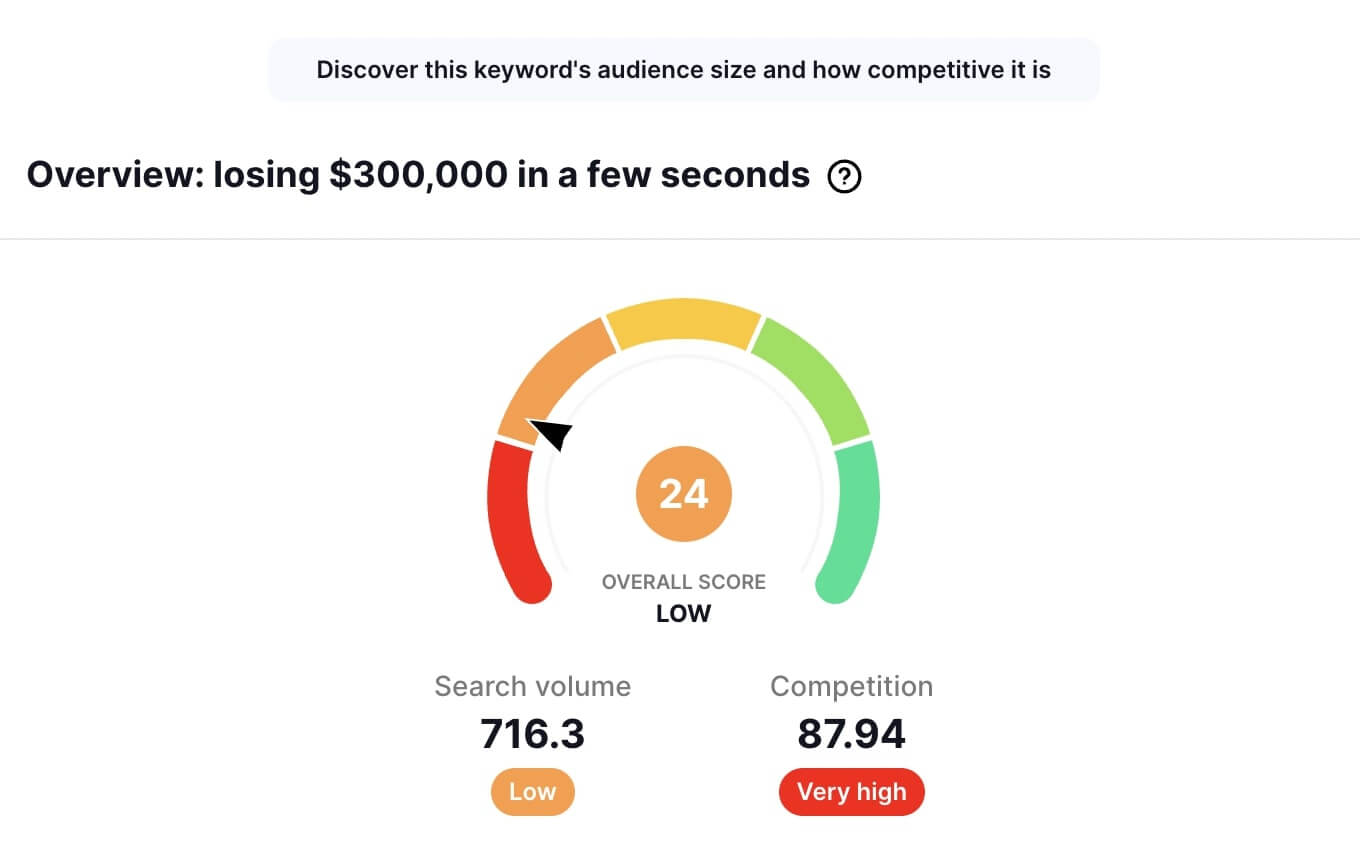 Discover this keyword's audience size and how competitive it is
Overview: losing $300,000 in a few seconds ?
24
OVERALL SCORE
LOW
Search volume
716.3
Low
Competition
87.94
Very high